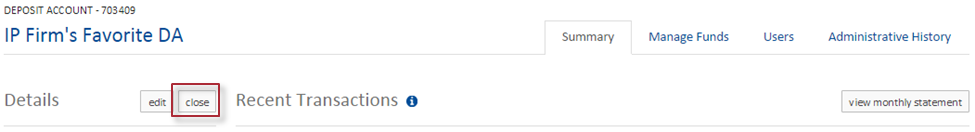 DEPOSIT ACCOUNT - 703409
IP Firm's Favorite DA
Summary Manage Funds Users Administrative History
Details edit close Recent Transactions view monthly statement